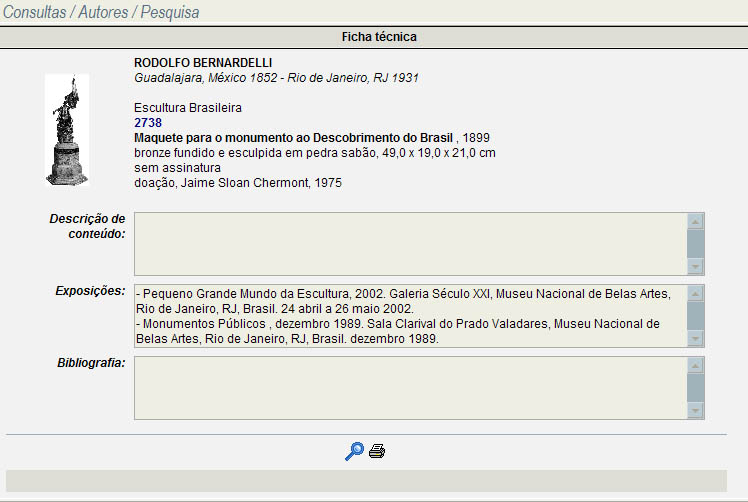 Consultas / Autores / Pesquisa
Ficha técnica
RODOLFO BERNARDELLI
Guadalajara, México 1852 - Rio de Janeiro, RJ 1931
Escultura Brasileira
2738
Maquete para o monumento ao Descobrimento do Brasil , 1899
bronze fundido e esculpida em pedra sabão, 49,0 x 19,0 x 21,0 cm
sem assinatura
doação, Jaime Sloan Chermont, 1975
Descrição de
conteúdo:
Exposições:
- Pequeno Grande Mundo da Escultura, 2002. Galeria Século XXI, Museu Nacional de Belas Artes,
Rio de Janeiro, RJ, Brasil. 24 abril a 26 maio 2002.
- Monumentos Públicos , dezembro 1989. Sala Clarival do Prado Valadares, Museu Nacional de
Belas Artes, Rio de Janeiro, RJ, Brasil. dezembro 1989.
Bibliografia: